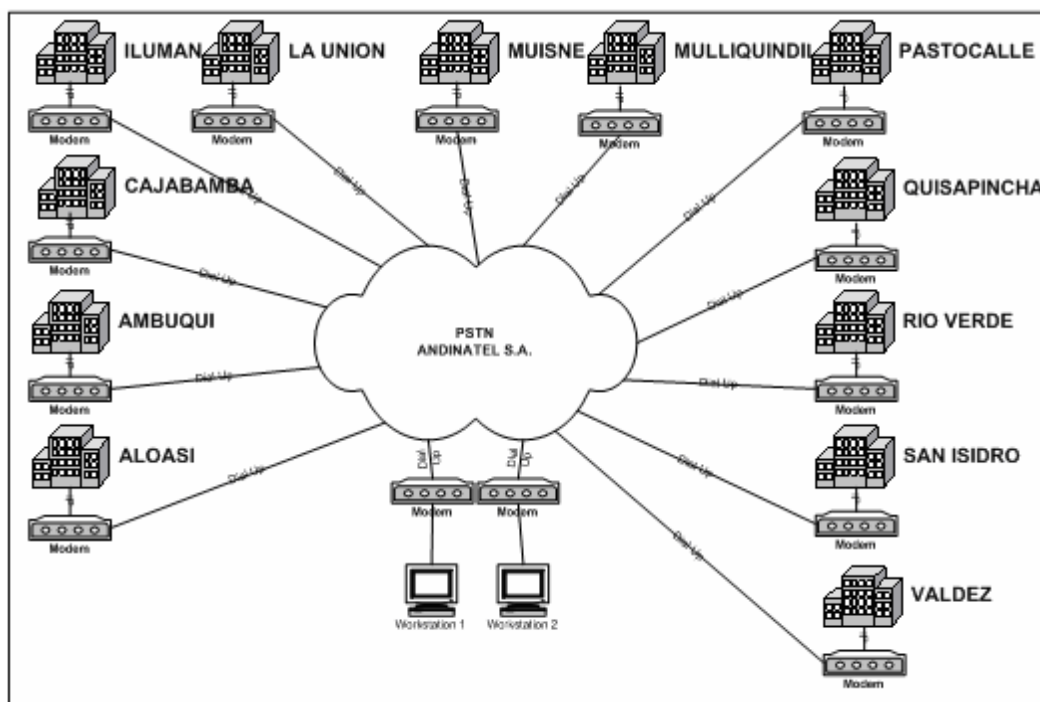 ILUMAN
LA UNION
MUISNE
MULLIQUINDIL
PASTOCALLE
Modem
Modem
Modem
Modem
Modem
Dial Up
Dial Up
Dial Up
Dial Up
CAJABAMBA
QUISAPINCHA
Modem
Modem
Dial Up
Dial Up
AMBUQUI
PSTN
ANDINATEL S.A.
RIO VERDE
Modem
Modem
Dial Up
Dial Up
ALOASI
SAN ISIDRO
Modem
Modem
Dial Up
Dial Up
Dial
Up
Dial
Up
Modem
Modem
Dial Up
Workstation 1
Workstation 2
VALDEZ
Modem